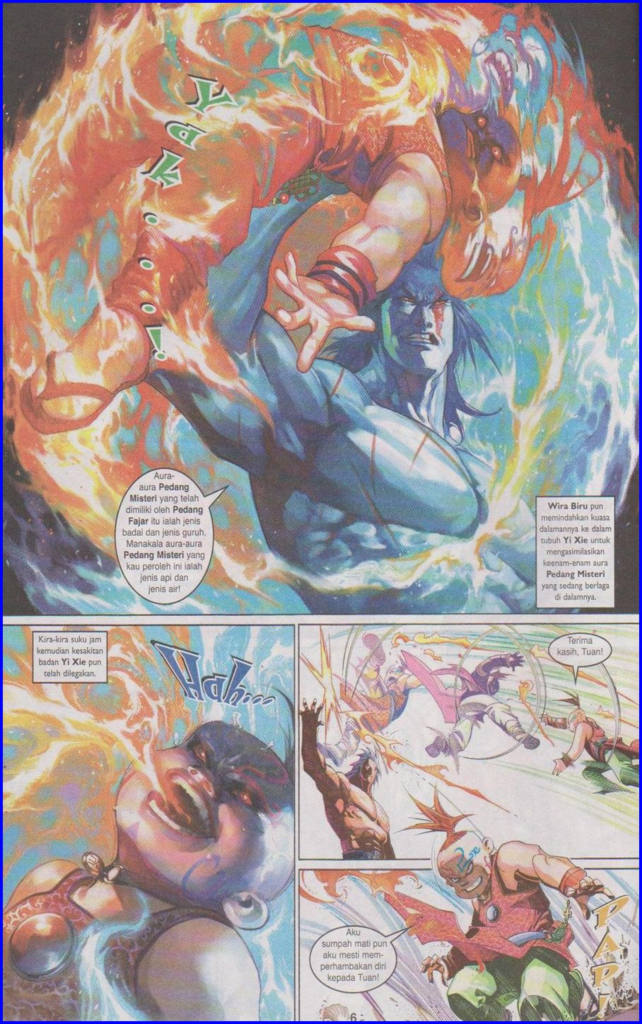 YAK...!
Aura-
aura Pedang
Misteri yang telah
dimiliki oleh Pedang
Fajar itu ialah jenis
badai dan jenis guruh.
Manakala aura-aura
Pedang Misteri yang
kau peroleh ini ialah
jenis api dan
jenis air!
Wira Biru pun
memindahkan kuasa
dalamannya ke dalam
tubuh Yi Xie untuk
mengasimilasikan
keenam-enam aura
Pedang Misteri
yang sedang berlaga
di dalamnya.
Kira-kira suku jam
kemudian kesakitan
badan Yi Xie pun
telah dilegakan.
Hah...
Terima
kasih, Tuan!
Aku
sumpah mati pun
aku mesti mem-
perhambakan diri
kepada Tuan!
PAP!
6